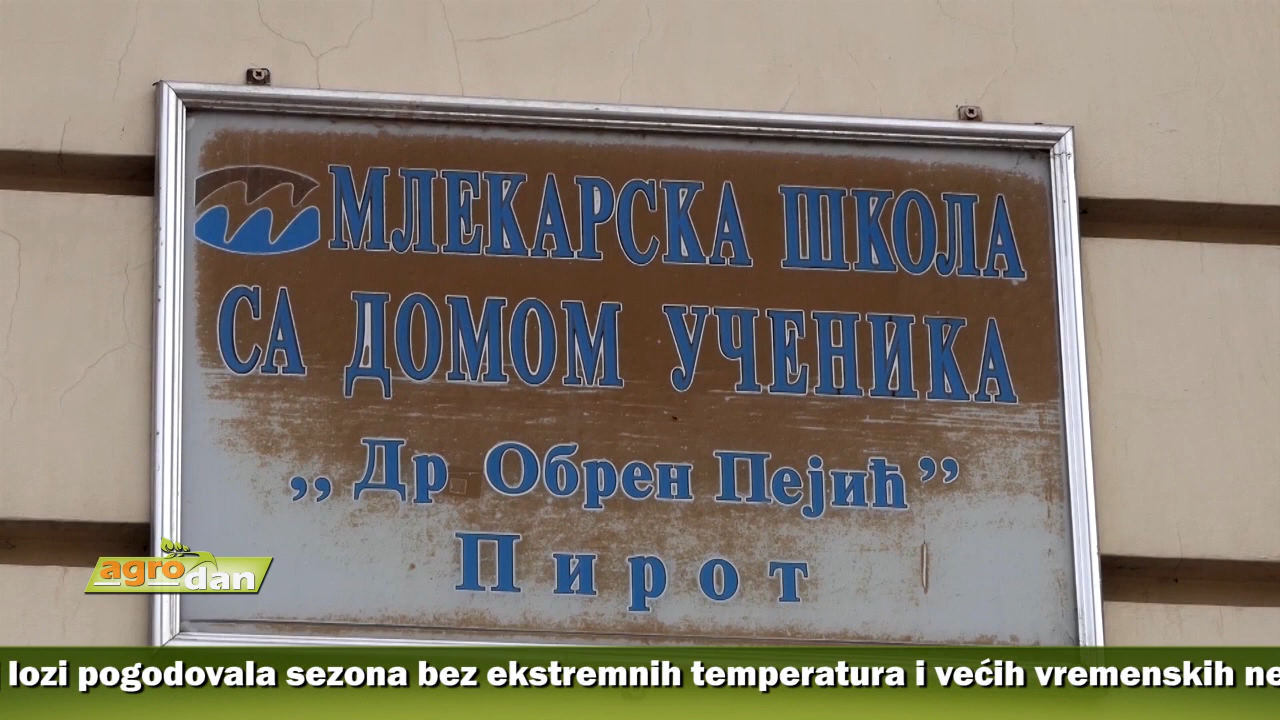 МЛЕКАРСКА ШКОЛА
СА ДОМОМ УЧЕНИКА
,,Др Обрен Пејић”
Пирот
agro
dan
lozi pogodovala sezona bez ekstremnih temperatura i većih vremenskih